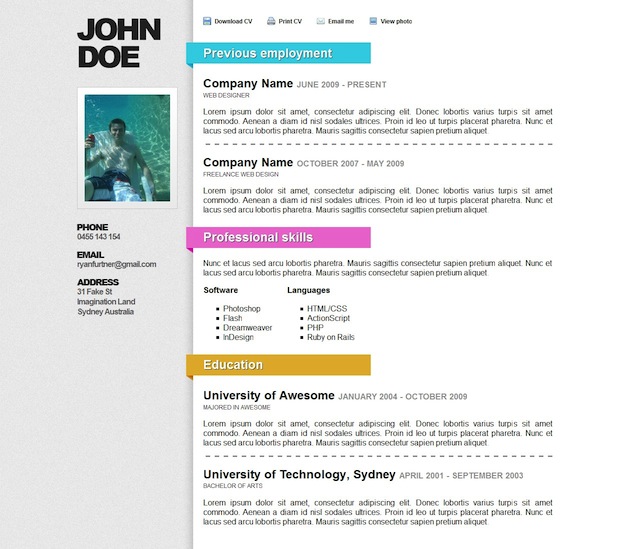 JOHN
DOE
PHONE
0455 143 154
EMAIL
ryanfurtner@gmail.com
ADDRESS
31 Fake St
Imagination Land
Sydney Australia
Download CV Print CV Email me View photo
Previous employment
Company Name JUNE 2009 - PRESENT
WEB DESIGNER
Lorem ipsum dolor sit amet, consectetur adipiscing elit. Donec lobortis varius turpis sit amet
commodo. Aenean a diam id nisl sodales ultrices. Proin id leo ut turpis placerat pharetra. Nunc et
lacus sed arcu lobortis pharetra. Mauris sagittis consectetur sapien pretium aliquet.
Company Name OCTOBER 2007 - MAY 2009
FREELANCE WEB DESIGN
Lorem ipsum dolor sit amet, consectetur adipiscing elit. Donec lobortis varius turpis sit amet
commodo. Aenean a diam id nisl sodales ultrices. Proin id leo ut turpis placerat pharetra. Nunc et
lacus sed arcu lobortis pharetra. Mauris sagittis consectetur sapien pretium aliquet.
Professional skills
Nunc et lacus sed arcu lobortis pharetra. Mauris sagittis consectetur sapien pretium aliquet. Nunc et
lacus sed arcu lobortis pharetra. Mauris sagittis consectetur sapien pretium aliquet.
Software Languages
Photoshop HTML/CSS
Flash ActionScript
Dreamweaver PHP
InDesign Ruby on Rails
Education
University of Awesome JANUARY 2004 - OCTOBER 2009
MAJORED IN AWESOME
Lorem ipsum dolor sit amet, consectetur adipiscing elit. Donec lobortis varius turpis sit amet
commodo. Aenean a diam id nisl sodales ultrices. Proin id leo ut turpis placerat pharetra. Nunc et
lacus sed arcu lobortis pharetra. Mauris sagittis consectetur sapien pretium aliquet.
University of Technology, Sydney APRIL 2001 - SEPTEMBER 2003
BACHELOR OF ARTS
Lorem ipsum dolor sit amet, consectetur adipiscing elit. Donec lobortis varius turpis sit amet
commodo. Aenean a diam id nisl sodales ultrices. Proin id leo ut turpis placerat pharetra. Nunc et
lacus sed arcu lobortis pharetra. Mauris sagittis consectetur sapien pretium aliquet.